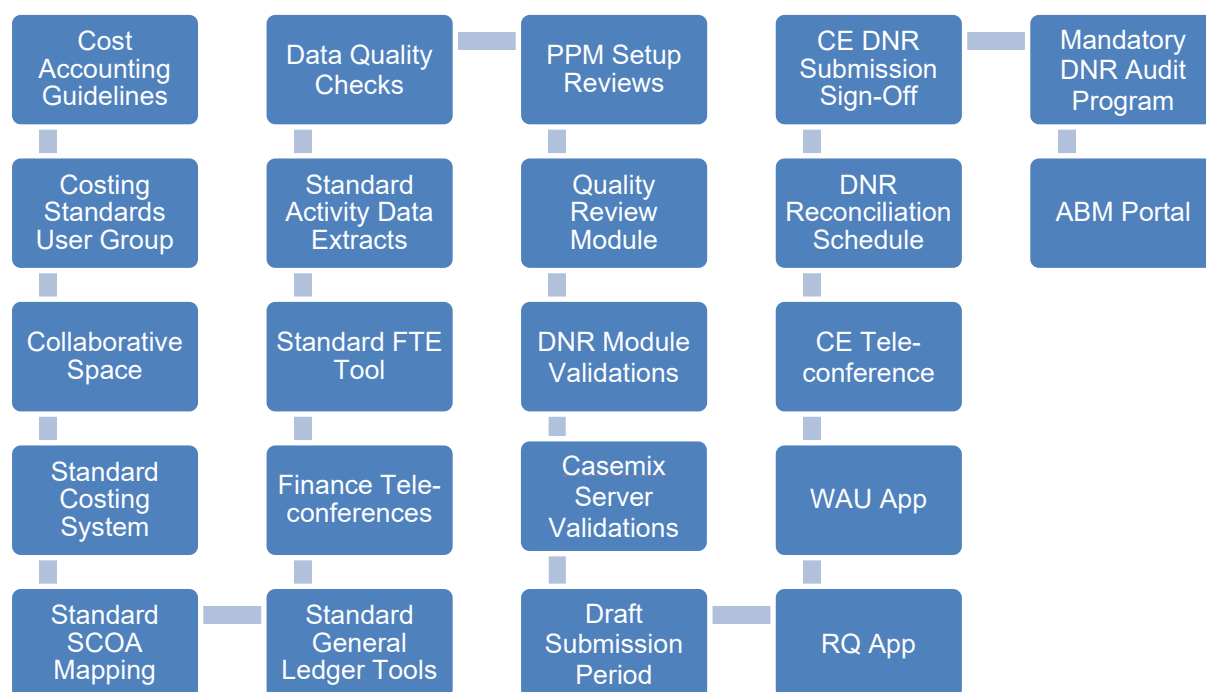 Cost
Accounting
Guidelines
Costing
Standards
User Group
Collaborative
Space
Standard
Costing
System
Standard
SCOA
Mapping
Standard
General
Ledger Tools
Finance Tele-
conferences
Standard FTE
Tool
Standard
Activity Data
Extracts
Data Quality
Checks
PPM Setup
Reviews
Quality
Review
Module
DNR Module
Validations
Casemix
Server
Validations
Draft
Submission
Period
RQ App
WAU App
CE Tele-
conference
DNR
Reconciliation
Schedule
CE DNR
Submission
Sign-Off
Mandatory
DNR Audit
Program
ABM Portal